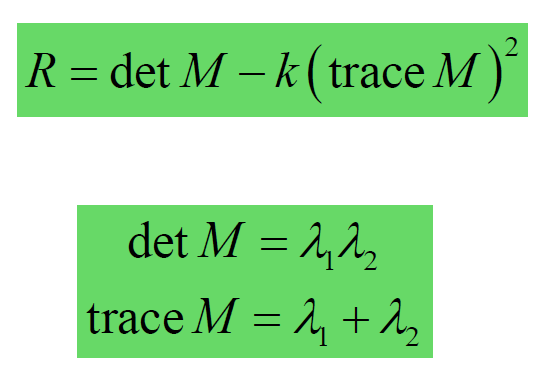 R = det M − k(trace M)²
det M = λ₁λ₂
trace M = λ₁ + λ₂